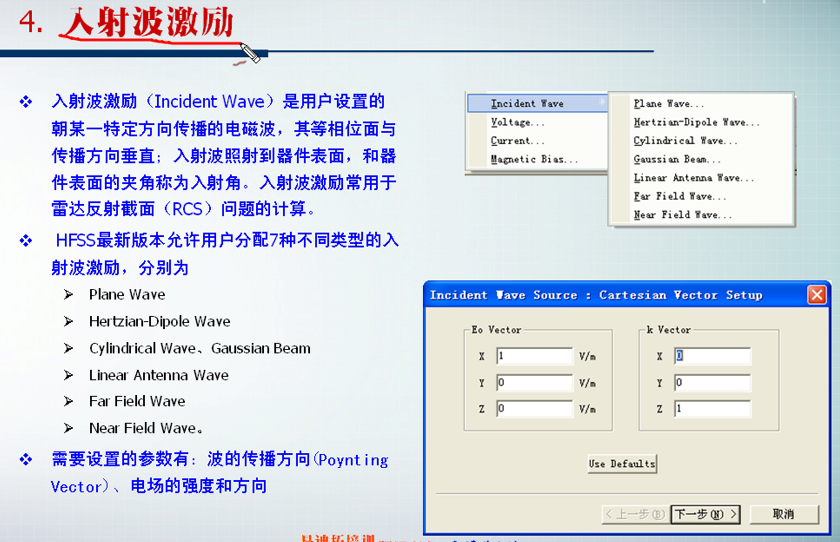 4. 入射波激励
入射波激励（Incident Wave）是用户设置的
朝某一特定方向传播的电磁波，其等相位面与
传播方向垂直；入射波照射到器件表面，和器
件表面的夹角称为入射角。入射波激励常用于
雷达反射截面（RCS）问题的计算。
HFSS最新版本允许用户分配7种不同类型的入
射波激励，分别为
Plane Wave
Hertzian-Dipole Wave
Cylindrical Wave、Gaussian Beam
Linear Antenna Wave
Far Field Wave
Near Field Wave。
需要设置的参数有：波的传播方向(Poynting
Vector)、电场的强度和方向
Incident Wave
Voltage...
Current...
Magnetic Bias...
Plane Wave...
Hertzian-Dipole Wave...
Cylindrical Wave...
Gaussian Beam...
Linear Antenna Wave...
Far Field Wave...
Near Field Wave...
Incident Wave Source : Cartesian Vector Setup
Eo Vector
X 1 V/m
Y 0 V/m
Z 0 V/m
k Vector
X 0
Y 0
Z 1
Use Defaults
< 上一步(B) 下一步(N) > 取消